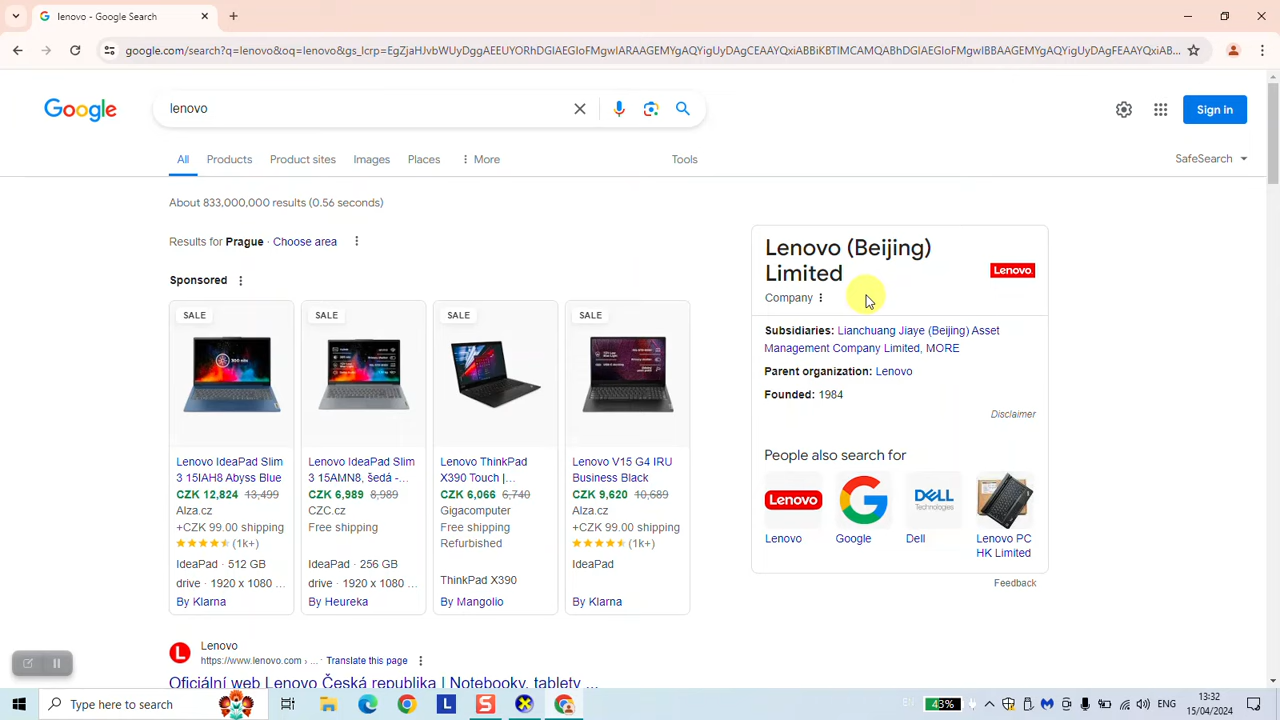 lenovo - Google Search
google.com/search?q=lenovo&oq=lenovo&gs_lcrp=EgZjaHJvbWUyDggAEEUYORhDGIAEGIoFMgwIARAAGEMYgAQYigUyDAgCEAAYQxiABBiKBTIMCAMQABhDGIAEGIoFMgwIBBAAGEMYgAQYigUyDAgFEAAYQxiAB...
Google
lenovo
Sign in
All
Products
Product sites
Images
Places
More
Tools
SafeSearch
About 833,000,000 results (0.56 seconds)
Results for Prague · Choose area
Sponsored
SALE
Lenovo IdeaPad Slim
3 15IAH8 Abyss Blue
CZK 12,824 13,499
Alza.cz
+CZK 99.00 shipping
(1k+)
IdeaPad · 512 GB
drive · 1920 x 1080 ...
By Klarna
SALE
Lenovo IdeaPad Slim
3 15AMN8, šedá -...
CZK 6,989 8,989
CZC.cz
Free shipping
IdeaPad · 256 GB
drive · 1920 x 1080 ...
By Heureka
SALE
Lenovo ThinkPad
X390 Touch |...
CZK 6,066 6,740
Gigacomputer
Free shipping
Refurbished
ThinkPad X390
By Mangolio
SALE
Lenovo V15 G4 IRU
Business Black
CZK 9,620 10,689
Alza.cz
+CZK 99.00 shipping
(1k+)
IdeaPad
By Klarna
Lenovo
https://www.lenovo.com › ... · Translate this page
Oficiální web Lenovo Česká republika | Notebooky, tablety ...
Lenovo (Beijing)
Limited
Lenovo
Company
Subsidiaries: Lianchuang Jiaye (Beijing) Asset
Management Company Limited, MORE
Parent organization: Lenovo
Founded: 1984
Disclaimer
People also search for
Lenovo
DELL
Technologies
Lenovo
Google
Dell
Lenovo PC
HK Limited
Feedback
Type here to search
43%
ENG
13:32
15/04/2024